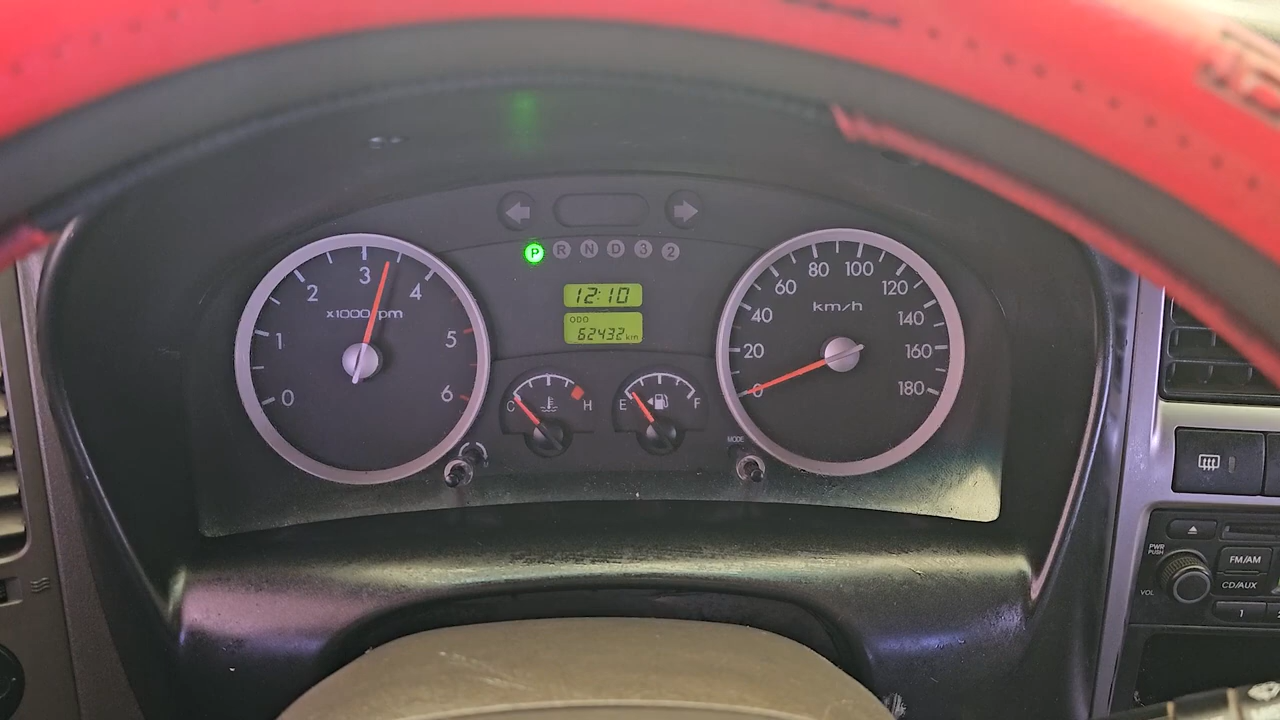 P R N D 3 2
0 1 2 3 4 5 6
12:10
ODO
62432 km
0 20 40 60 80 100 120 140 160 180
km/h
C H
E F
MODE
PWR
PUSH
VOL
FM/AM
CD/AUX
1